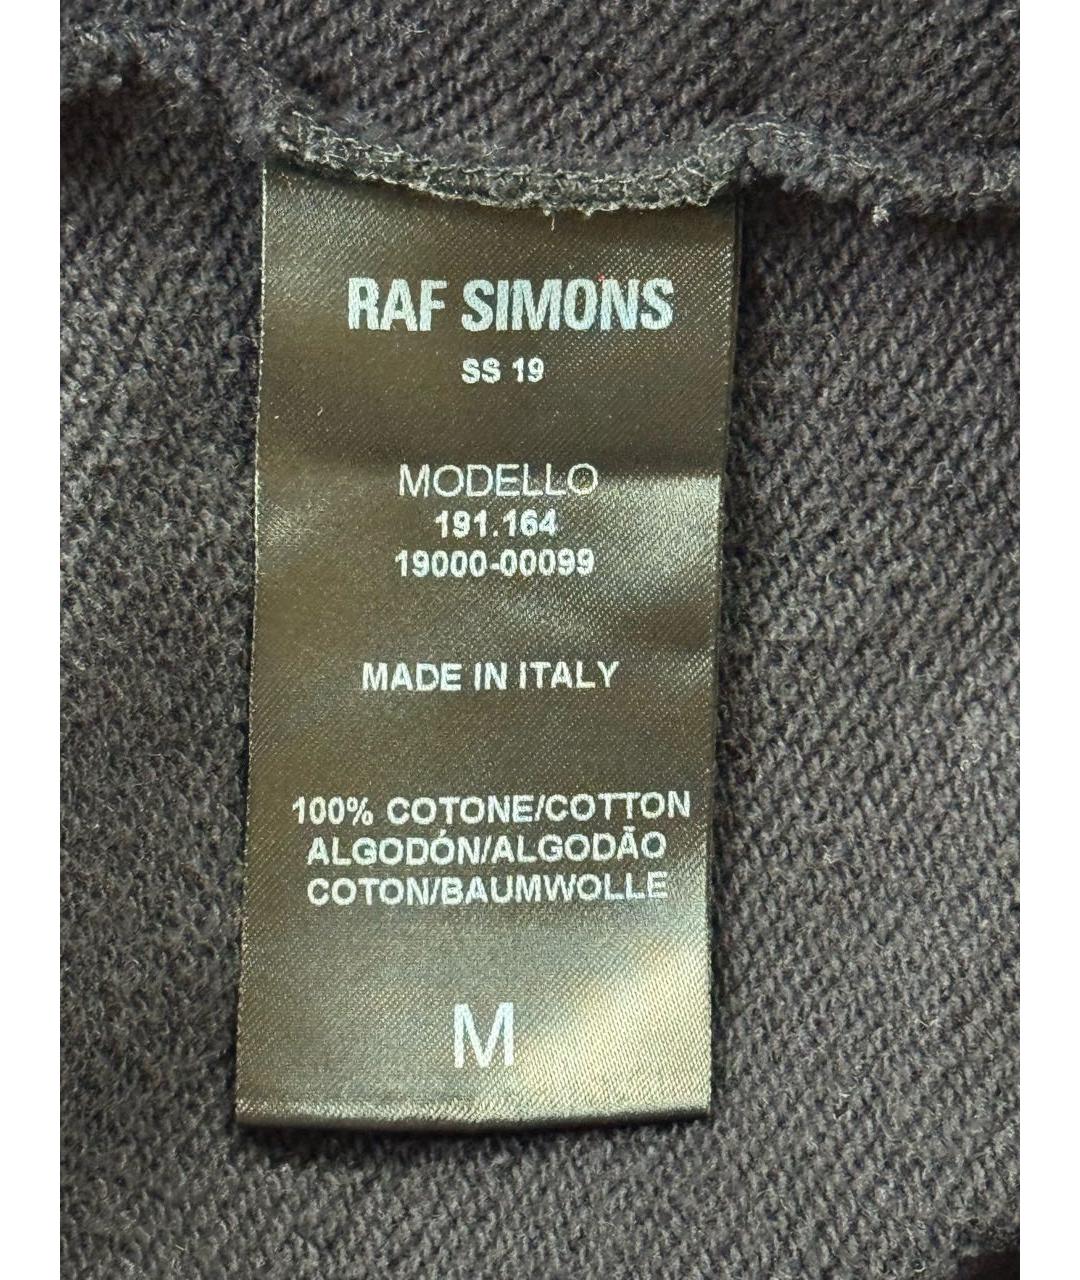 RAF SIMONS
SS 19
MODELLO
191.164
19000-00099
MADE IN ITALY
100% COTONE/COTTON
ALGODÓN/ALGODÃO
COTON/BAUMWOLLE
M